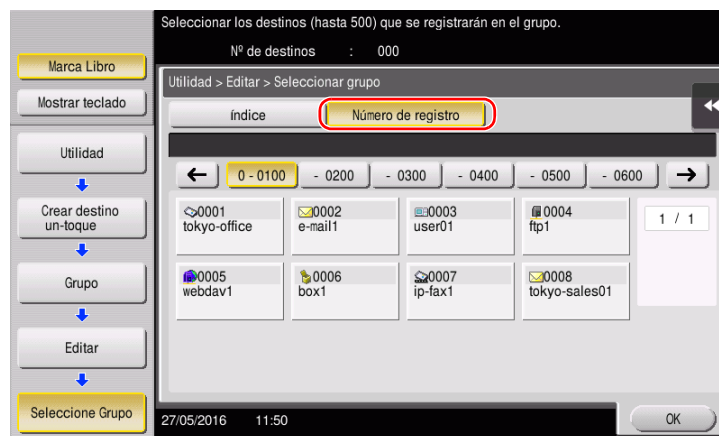 Seleccionar los destinos (hasta 500) que se registrarán en el grupo.
Nº de destinos : 000
Marca Libro
Mostrar teclado
Utilidad
Crear destino
un-toque
Grupo
Editar
Seleccione Grupo
Utilidad > Editar > Seleccionar grupo
índice
Número de registro
0 - 0100
- 0200
- 0300
- 0400
- 0500
- 0600
0001
tokyo-office
0002
e-mail1
0003
user01
0004
ftp1
1 / 1
0005
webdav1
0006
box1
0007
ip-fax1
0008
tokyo-sales01
27/05/2016 11:50
OK